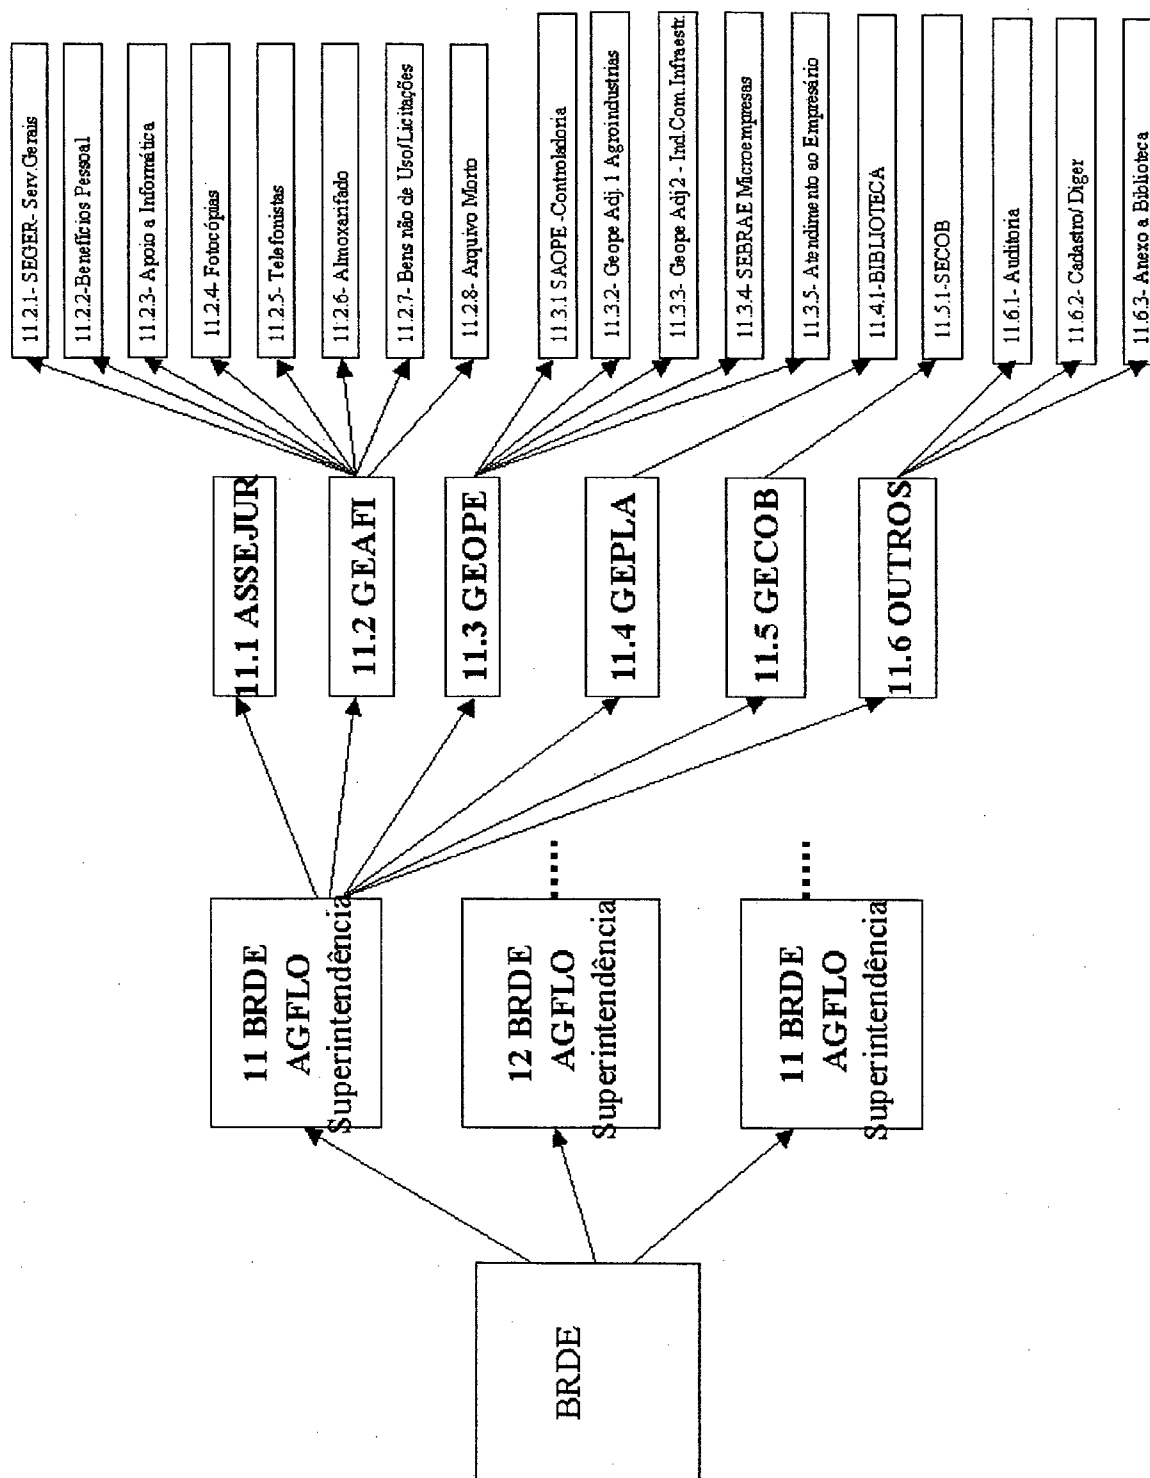 BRDE
11 BRDE
AGFLO
Superintendência
12 BRDE
AGFLO
Superintendência
11 BRDE
AGFLO
Superintendência
11.1 ASSEJUR
11.2 GEAFI
11.3 GEOPE
11.4 GEPLA
11.5 GECOB
11.6 OUTROS
11.2.1- SEGER- Serv.Gerais
11.2.2-Benefícios Pessoal
11.2.3- Apoio a Informática
11.2.4- Fotocópias
11.2.5- Telefonistas
11.2.6- Almoxarifado
11.2.7- Bens não de Uso/Licitações
11.2.8- Arquivo Morto
11.3.1 SAOPE -Controladoria
11.3.2- Geope Adj. 1 Agroindustrias
11.3.3- Geope Adj 2 - Ind.Com.Infraestr.
11.3.4- SEBRAE Microempresas
11.3.5- Atendimento ao Empresário
11.4.1-BIBLIOTECA
11.5.1-SECOB
11.6.1- Auditoria
11.6.2- Cadastro/ Diger
11.6.3- Anexo a Biblioteca